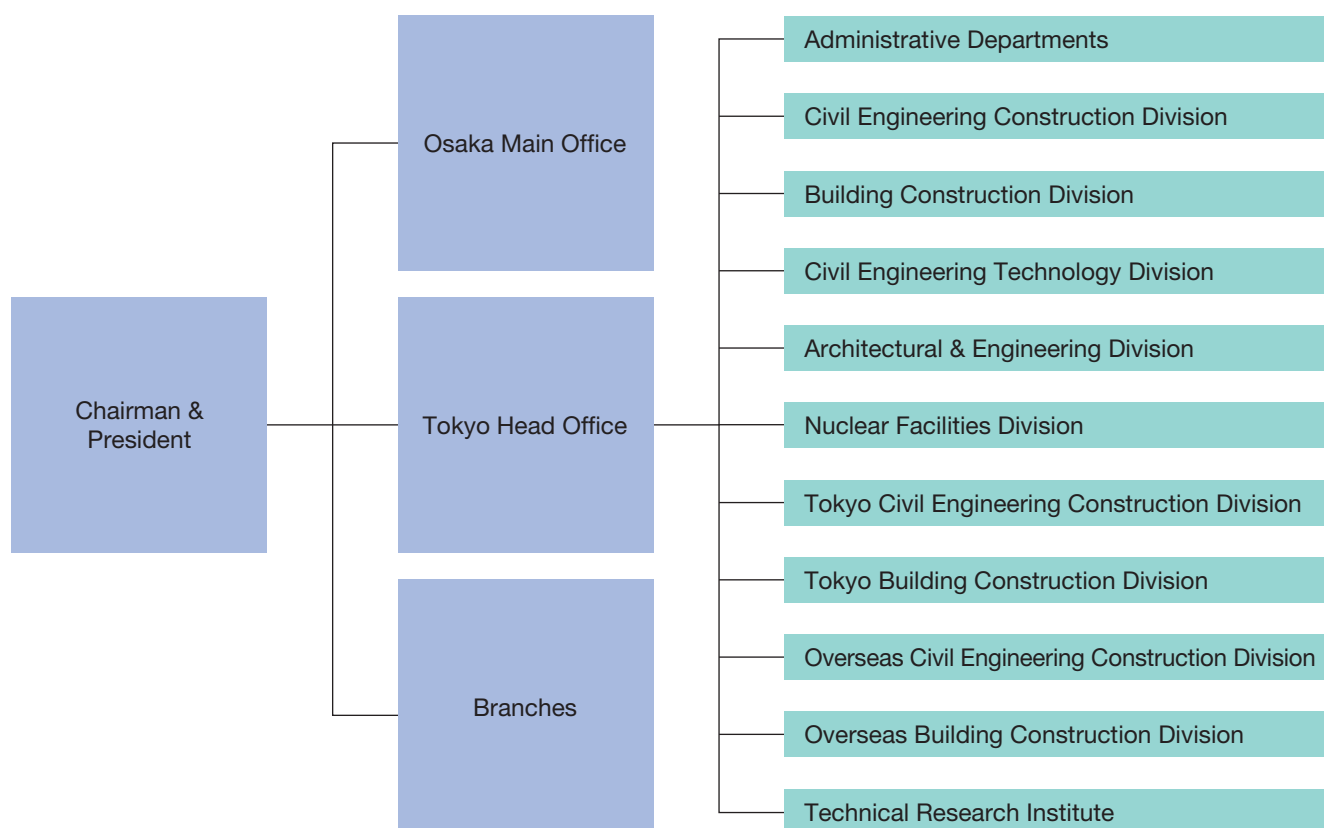 Chairman &
President
Osaka Main Office
Tokyo Head Office
Branches
Administrative Departments
Civil Engineering Construction Division
Building Construction Division
Civil Engineering Technology Division
Architectural & Engineering Division
Nuclear Facilities Division
Tokyo Civil Engineering Construction Division
Tokyo Building Construction Division
Overseas Civil Engineering Construction Division
Overseas Building Construction Division
Technical Research Institute